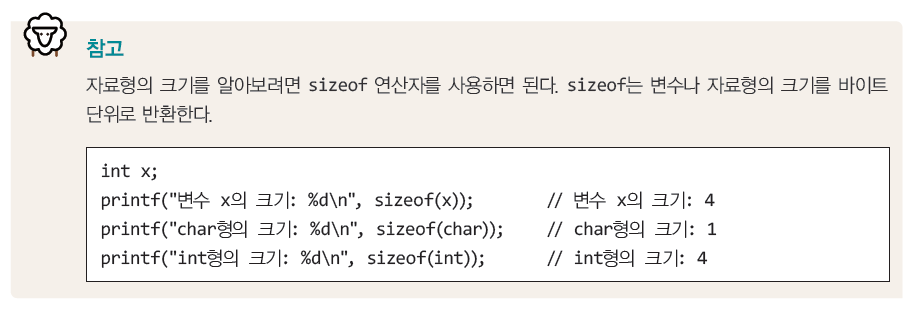 참고
자료형의 크기를 알아보려면 sizeof 연산자를 사용하면 된다. sizeof는 변수나 자료형의 크기를 바이트
단위로 반환한다.
int x;
printf("변수 x의 크기: %d\n", sizeof(x));        // 변수 x의 크기: 4
printf("char형의 크기: %d\n", sizeof(char));    // char형의 크기: 1
printf("int형의 크기: %d\n", sizeof(int));      // int형의 크기: 4